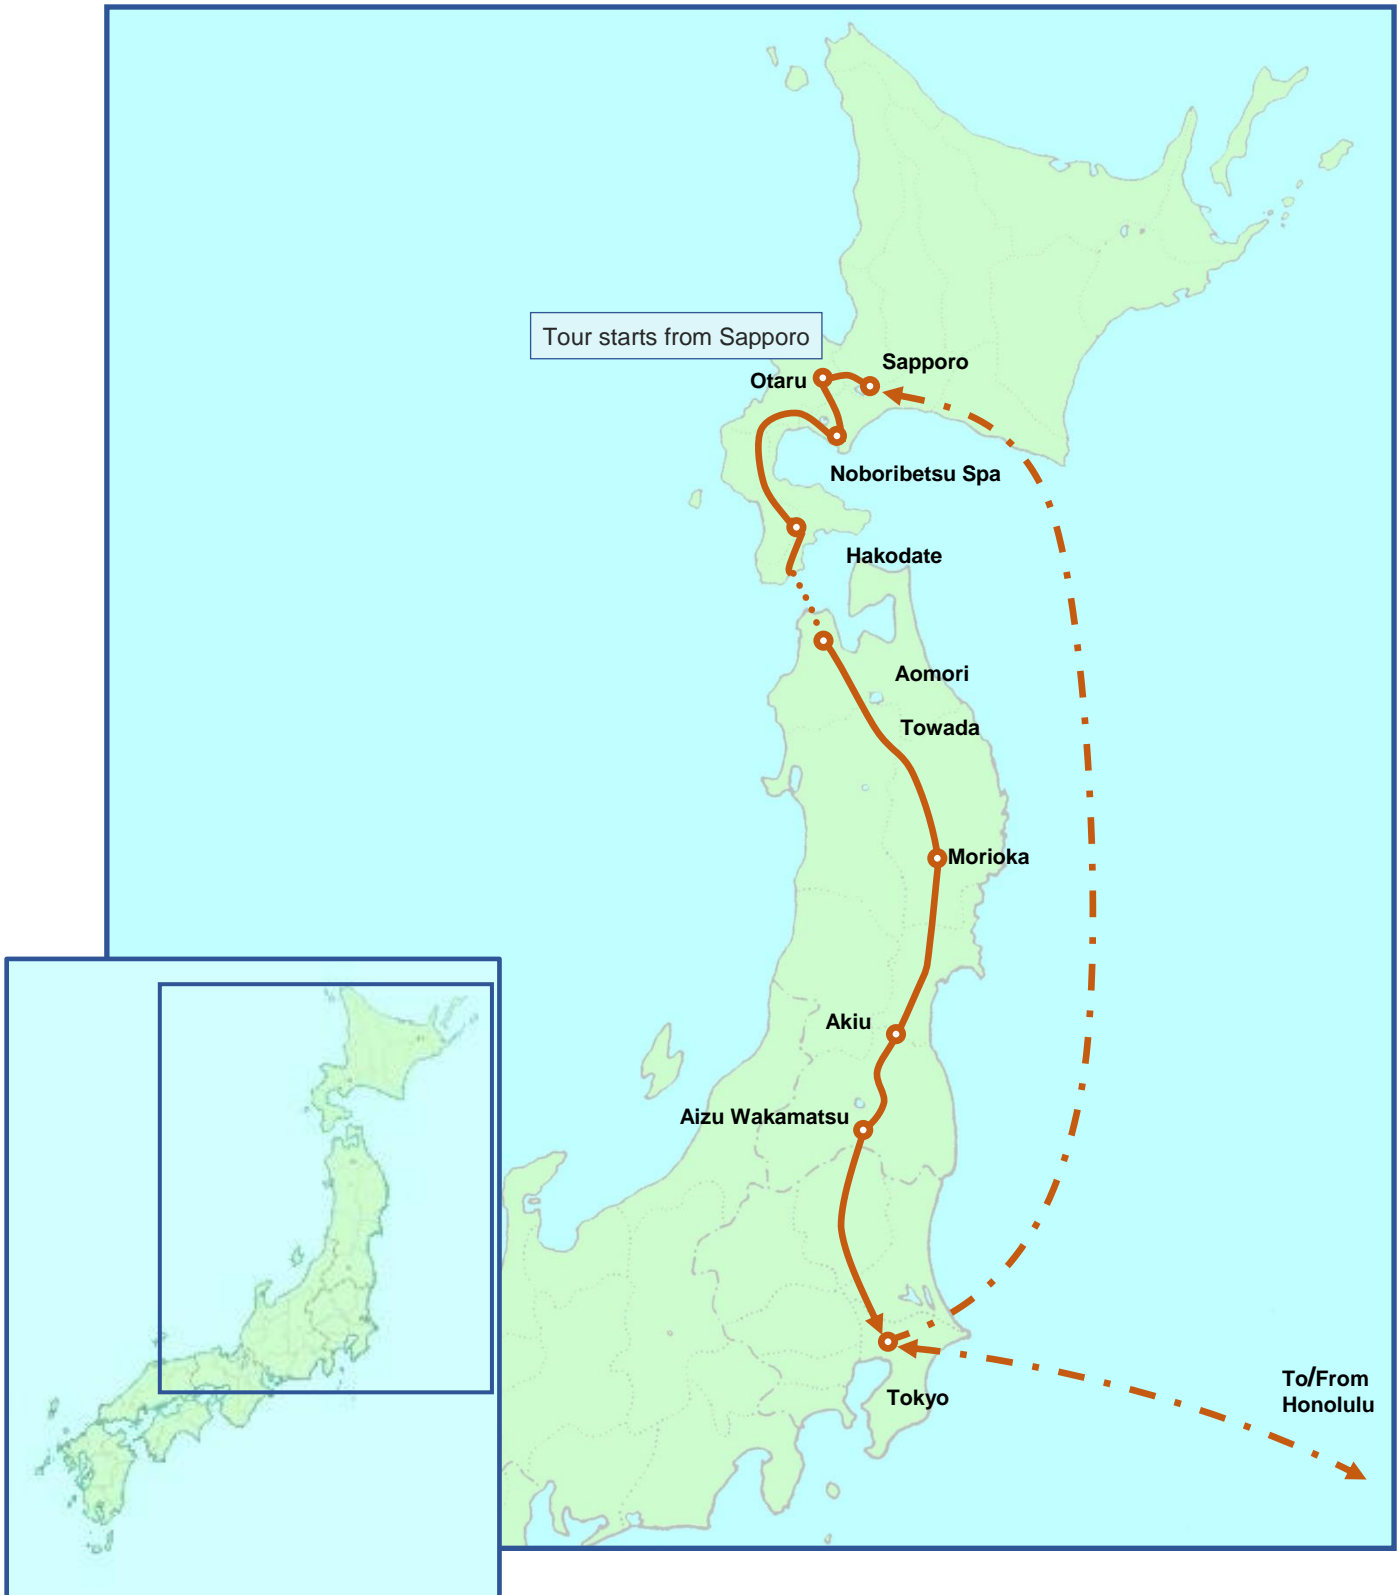 Tour starts from Sapporo
Sapporo
Otaru
Noboribetsu Spa
Hakodate
Aomori
Towada
Morioka
Akiu
Aizu Wakamatsu
To/From
Honolulu
Tokyo